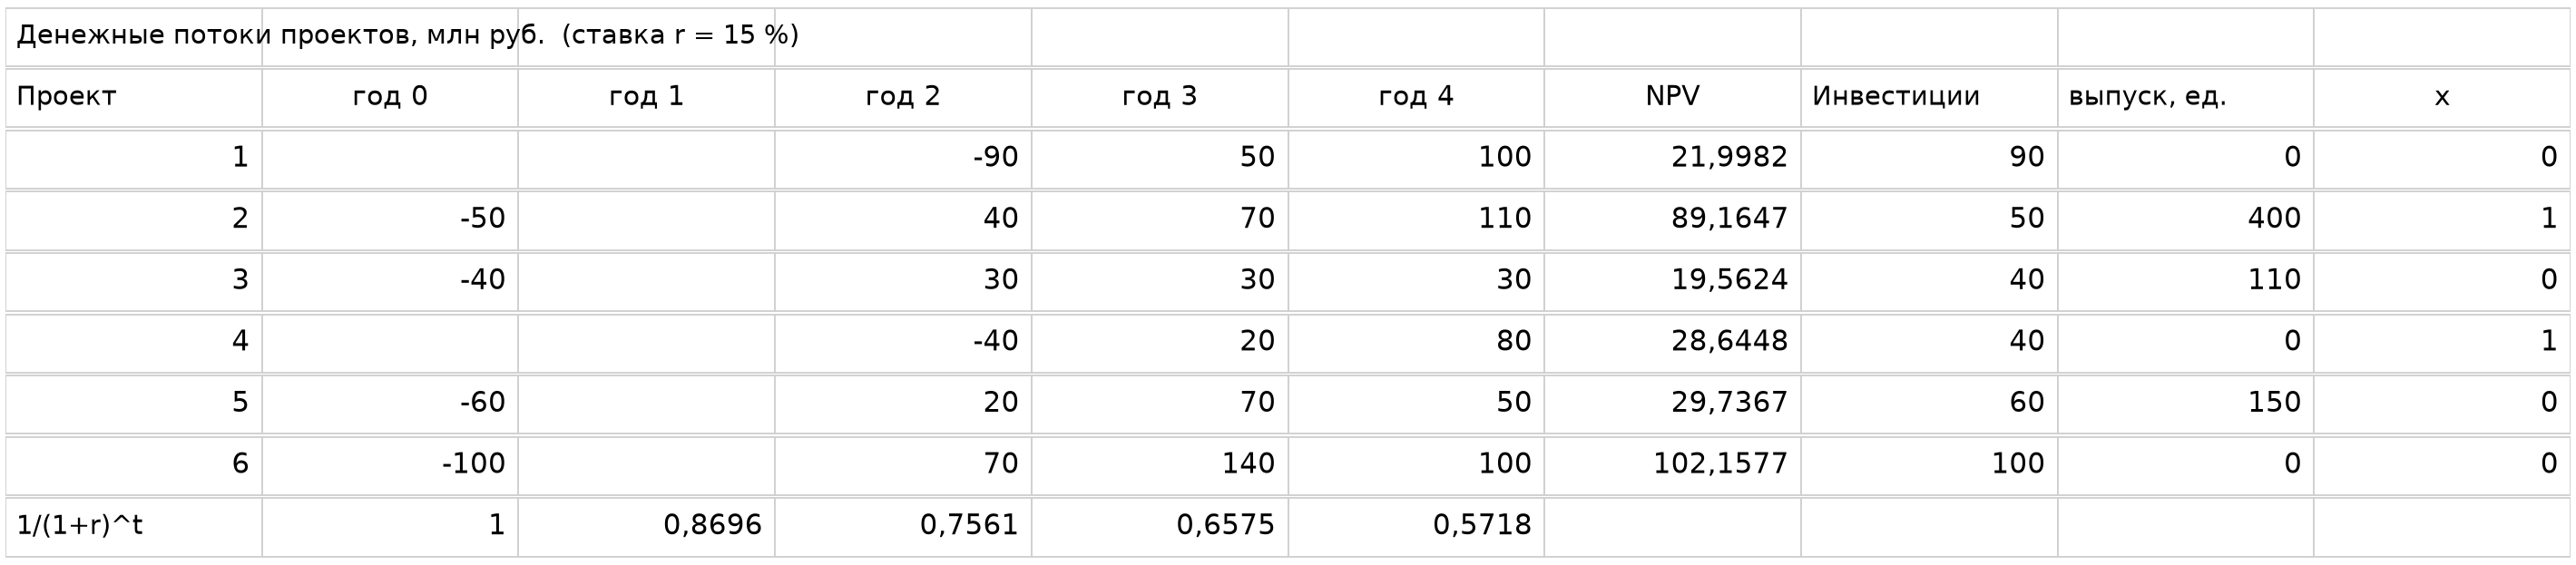 Денежные потоки проектов, млн руб.  (ставка r = 15 %)
Проект год 0 год 1 год 2 год 3 год 4 NPV Инвестиции выпуск, ед. x
1 -90 50 100 21,9982 90 0 0
2 -50 40 70 110 89,1647 50 400 1
3 -40 30 30 30 19,5624 40 110 0
4 -40 20 80 28,6448 40 0 1
5 -60 20 70 50 29,7367 60 150 0
6 -100 70 140 100 102,1577 100 0 0
1/(1+r)^t 1 0,8696 0,7561 0,6575 0,5718